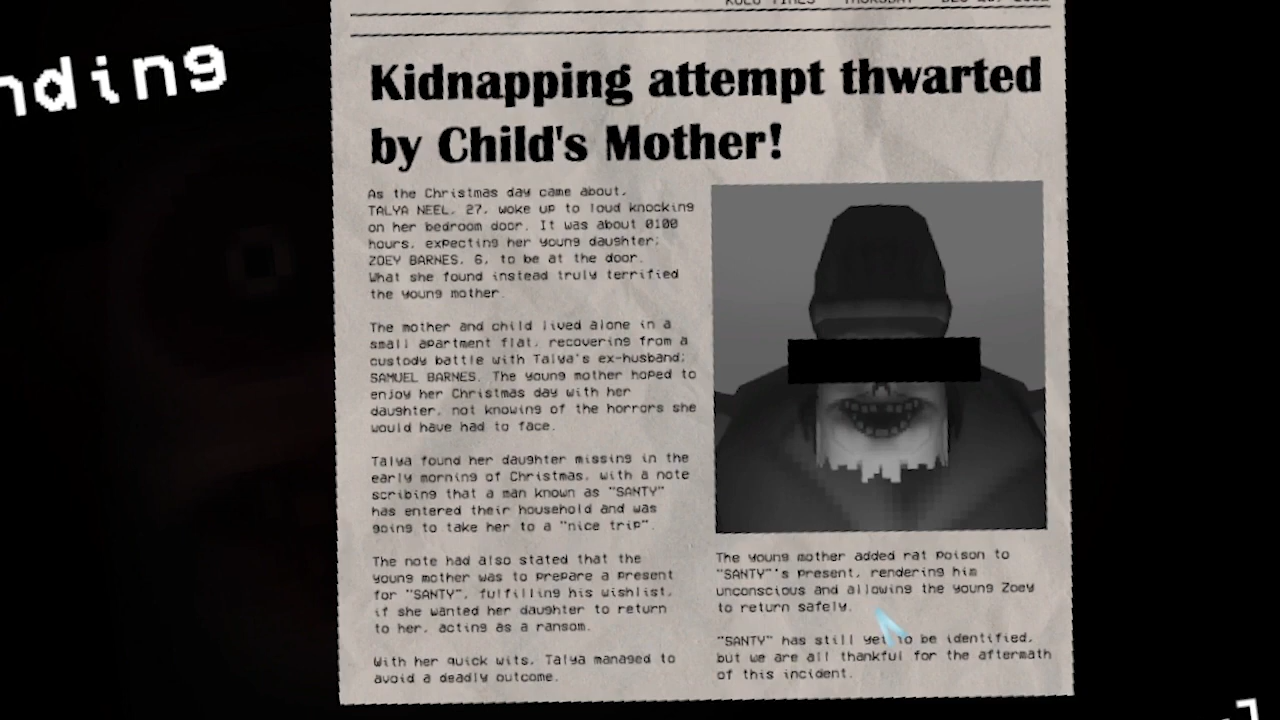 nding
TIMES THURSDAY DEC
Kidnapping attempt thwarted
by Child's Mother!
As the Christmas day came about,
TALYA NEEL, 27, woke up to loud knocking
on her bedroom door. It was about 0100
hours, expecting her young daughter;
ZOEY BARNES, 6, to be at the door.
What she found instead truly terrified
the young mother.
The mother and child lived alone in a
small apartment flat, recovering from a
custody battle with Talya's ex-husband;
SAMUEL BARNES. The young mother hoped to
enjoy her Christmas day with her
daughter, not knowing of the horrors she
would have had to face.
Talya found her daughter missing in the
early morning of Christmas, with a note
scribing that a man known as "SANTY"
has entered their household and was
going to take her to a "nice trip".
The note had also stated that the
young mother was to prepare a present
for "SANTY", fulfilling his wishlist,
if she wanted her daughter to return
to her, acting as a ransom.
With her quick wits, Talya managed to
avoid a deadly outcome.
The young mother added rat poison to
"SANTY"'s present, rendering him
unconscious and allowing the young Zoey
to return safely.
"SANTY" has still yet to be identified,
but we are all thankful for the aftermath
of this incident.